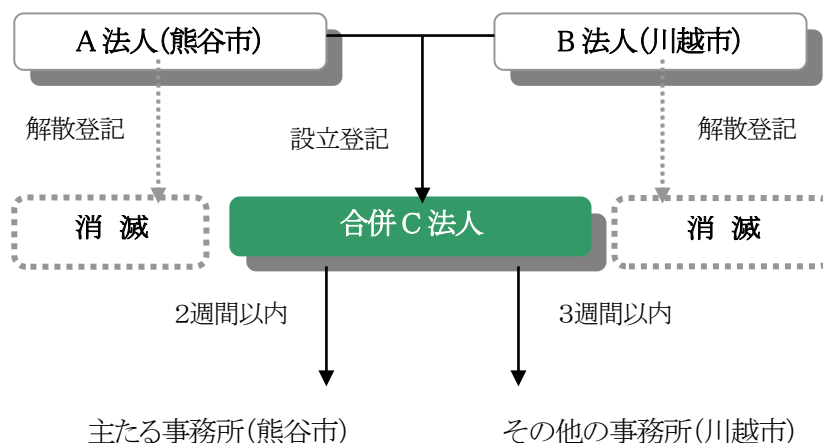 A 法人(熊谷市)
B 法人(川越市)
解散登記
設立登記
解散登記
消 滅
合併 C 法人
消 滅
2週間以内
3週間以内
主たる事務所(熊谷市)
その他の事務所(川越市)